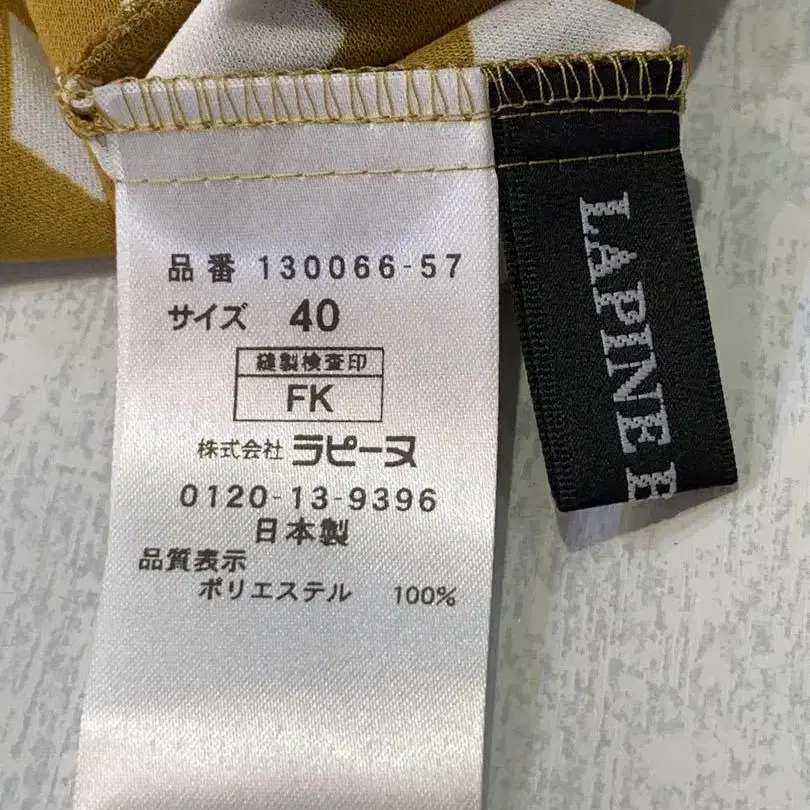 品番 130066-57
サイズ 40
縫製検査印
FK
株式会社 ラピーヌ
0120-13-9396
日本製
品質表示
ポリエステル 100%
LAPINE